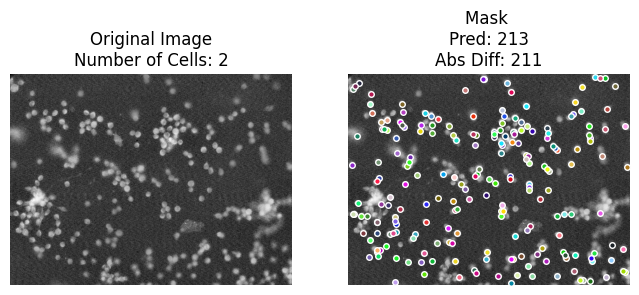 Original Image
Number of Cells: 2
Mask
Pred: 213
Abs Diff: 211